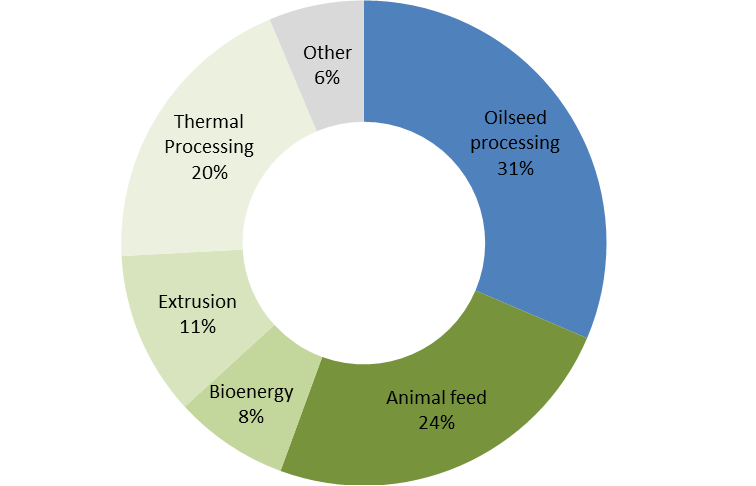 Other
6%
Oilseed
processing
31%
Thermal
Processing
20%
Extrusion
11%
Bioenergy
8%
Animal feed
24%